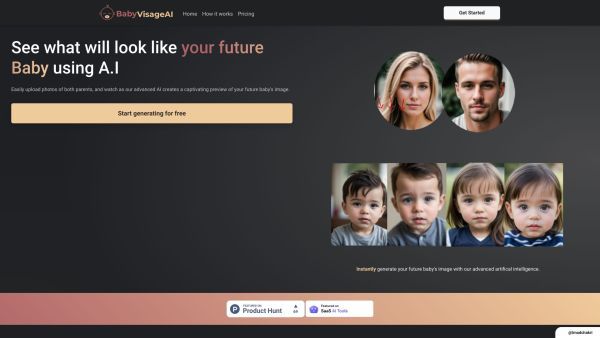 BabyVisageAI
Home How it works Pricing
Get Started
See what will look like your future
Baby using A.I
Easily upload photos of both parents, and watch as our advanced AI creates a captivating preview of your future baby's image.
Start generating for free
Instantly generate your future baby's image with our advanced artificial intelligence.
FEATURED ON
Product Hunt
Featured on
SaaS AI Tools